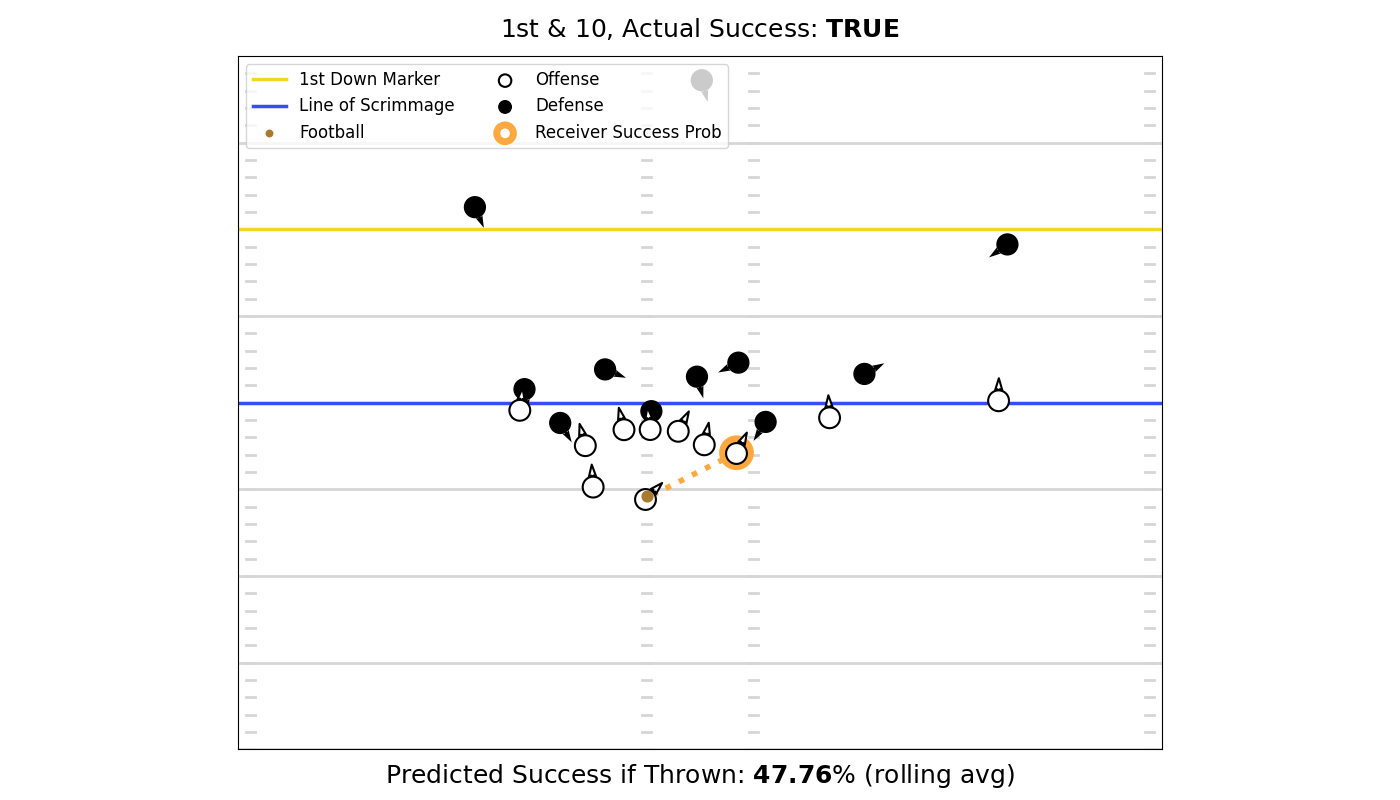 1st & 10, Actual Success: TRUE
1st Down Marker
Line of Scrimmage
Football
Offense
Defense
Receiver Success Prob
Predicted Success if Thrown: 47.76% (rolling avg)